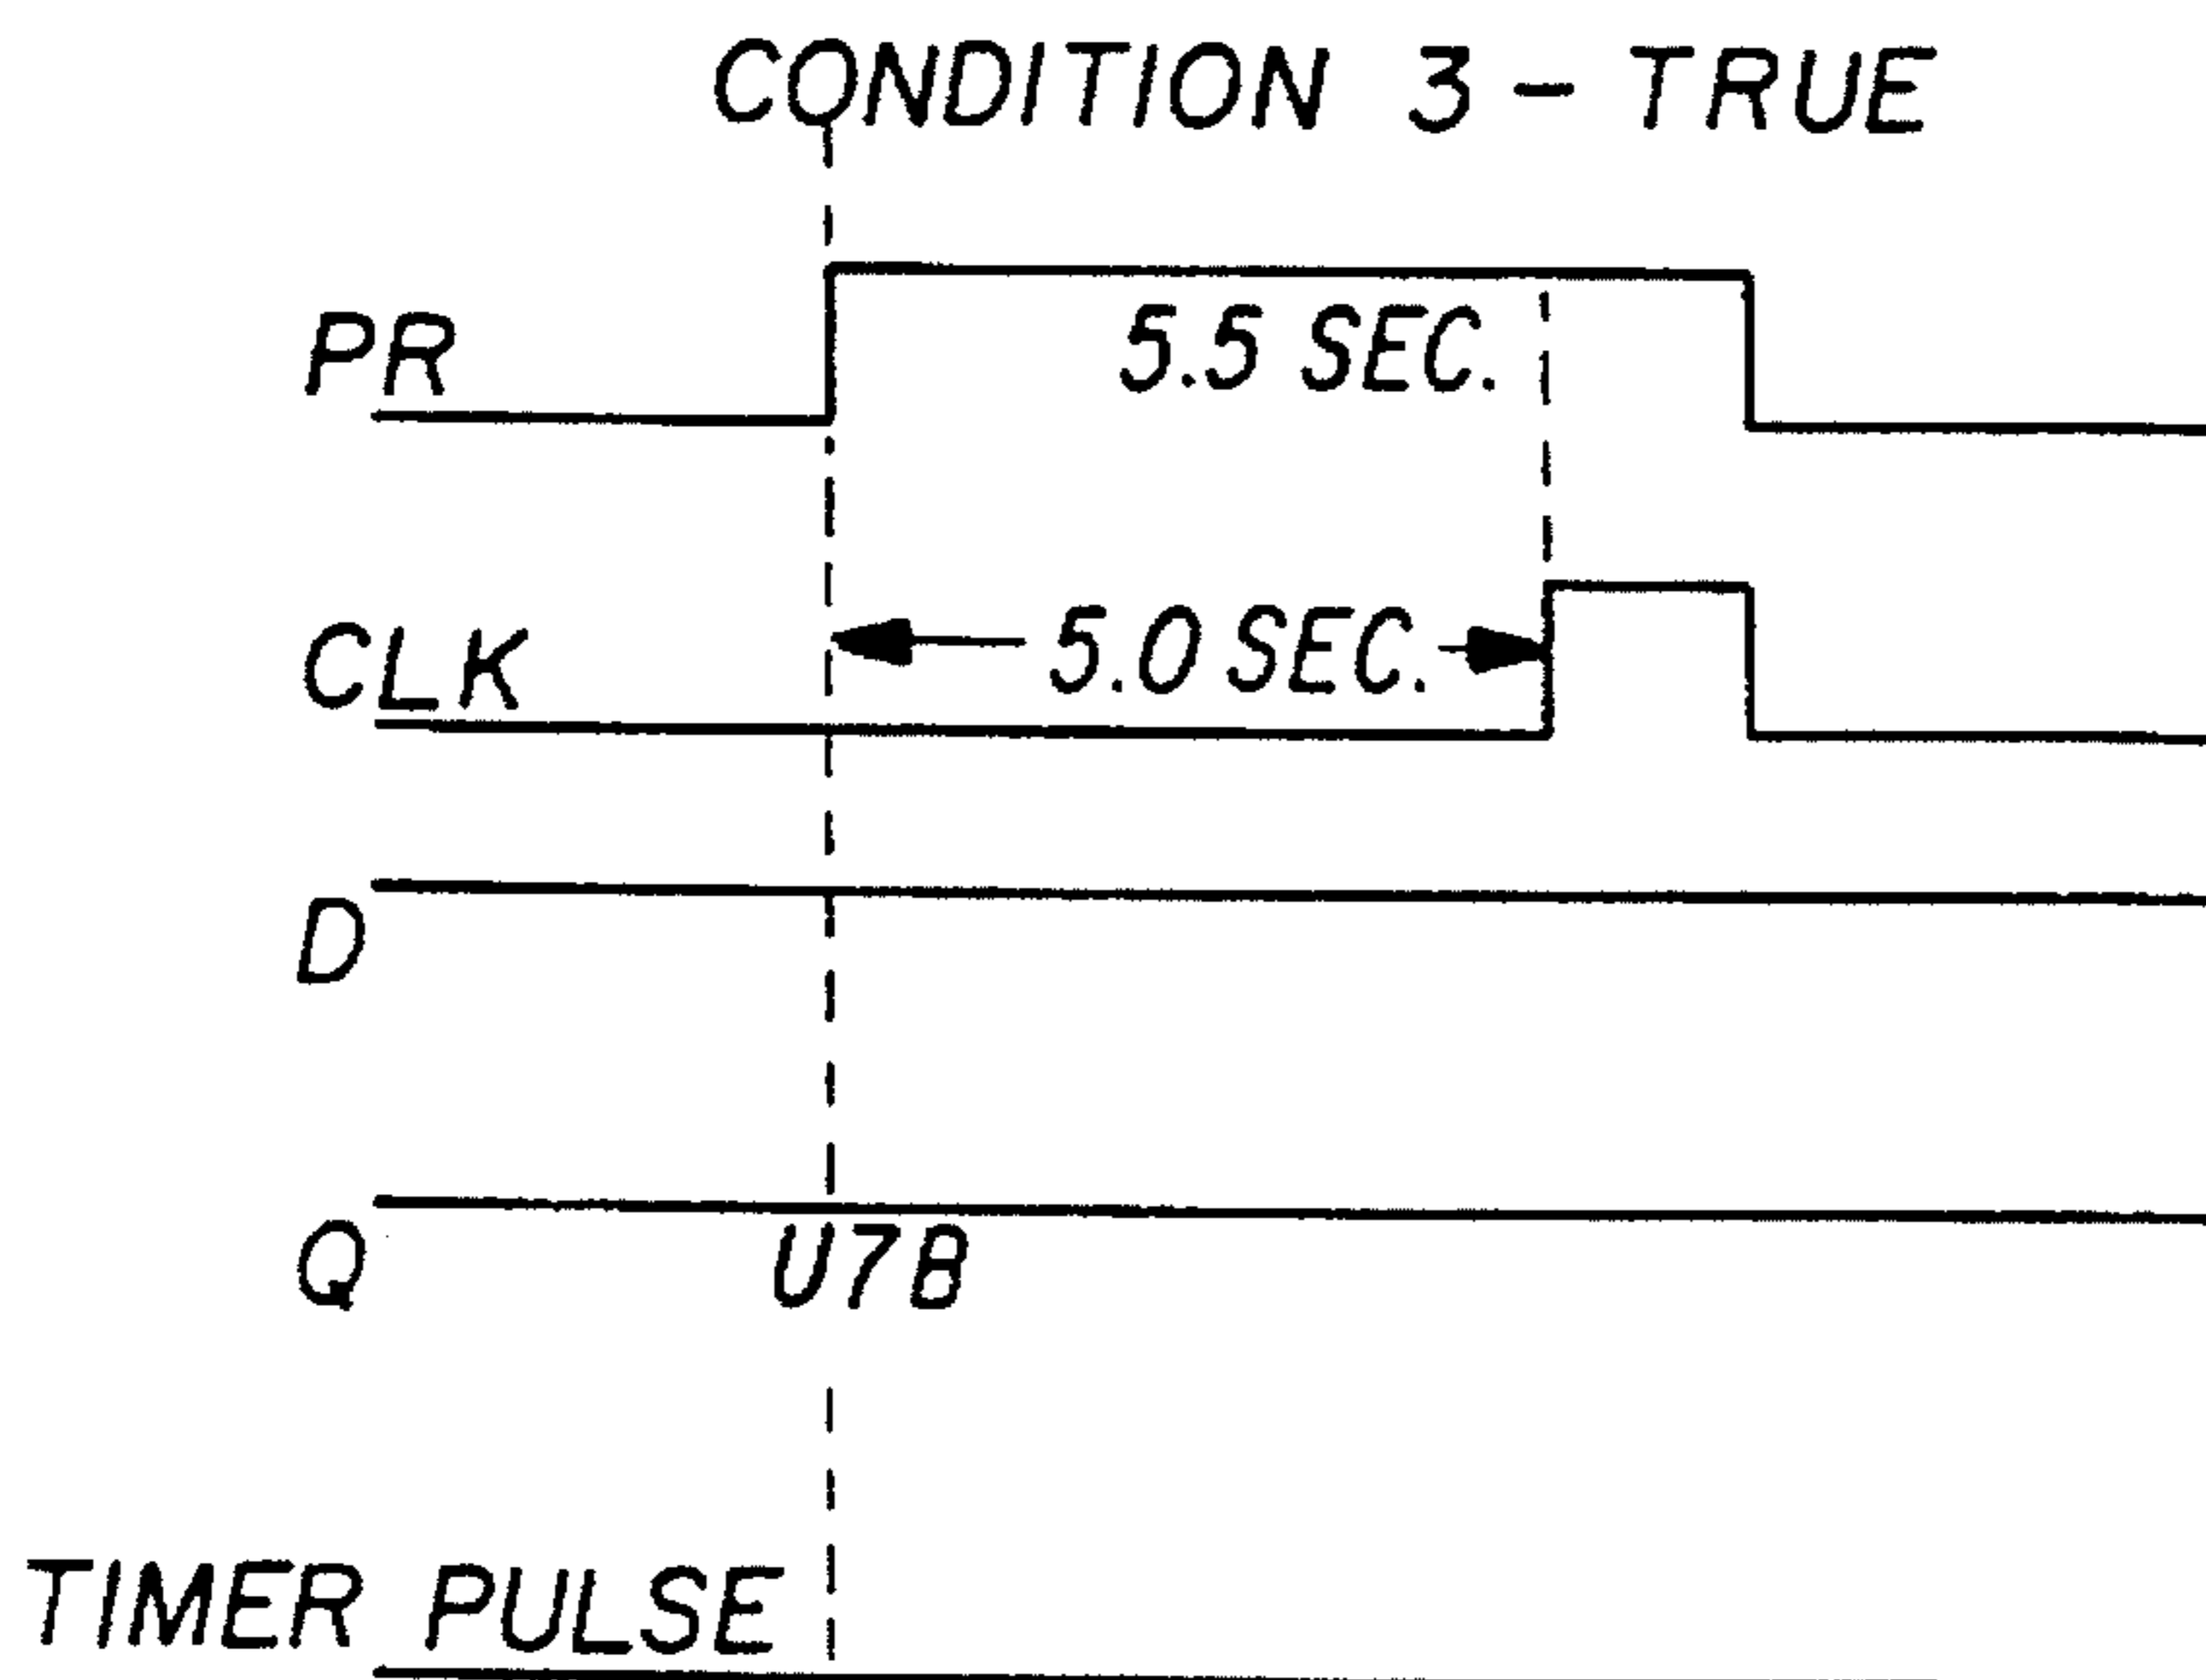 CONDITION 3 - TRUE
PR
5.5 SEC.
CLK
5.0 SEC.
D
Q
U7B
TIMER PULSE